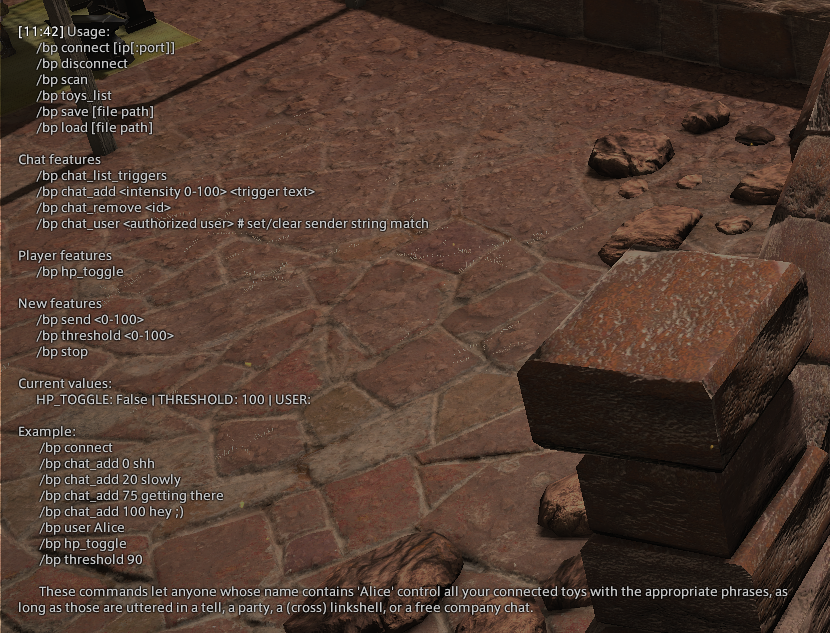 [11:42] Usage:
/bp connect [ip[:port]]
/bp disconnect
/bp scan
/bp toys_list
/bp save [file path]
/bp load [file path]
Chat features
/bp chat_list_triggers
/bp chat_add <intensity 0-100> <trigger text>
/bp chat_remove <id>
/bp chat_user <authorized user> # set/clear sender string match
Player features
/bp hp_toggle
New features
/bp send <0-100>
/bp threshold <0-100>
/bp stop
Current values:
HP_TOGGLE: False | THRESHOLD: 100 | USER:
Example:
/bp connect
/bp chat_add 0 shh
/bp chat_add 20 slowly
/bp chat_add 75 getting there
/bp chat_add 100 hey ;)
/bp user Alice
/bp hp_toggle
/bp threshold 90
These commands let anyone whose name contains 'Alice' control all your connected toys with the appropriate phrases, as
long as those are uttered in a tell, a party, a (cross) linkshell, or a free company chat.